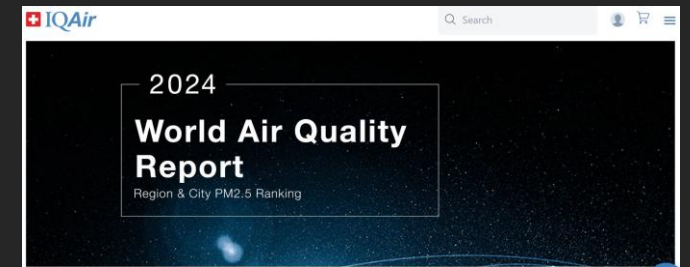 IQAir
Search
2024
World Air Quality
Report
Region & City PM2.5 Ranking